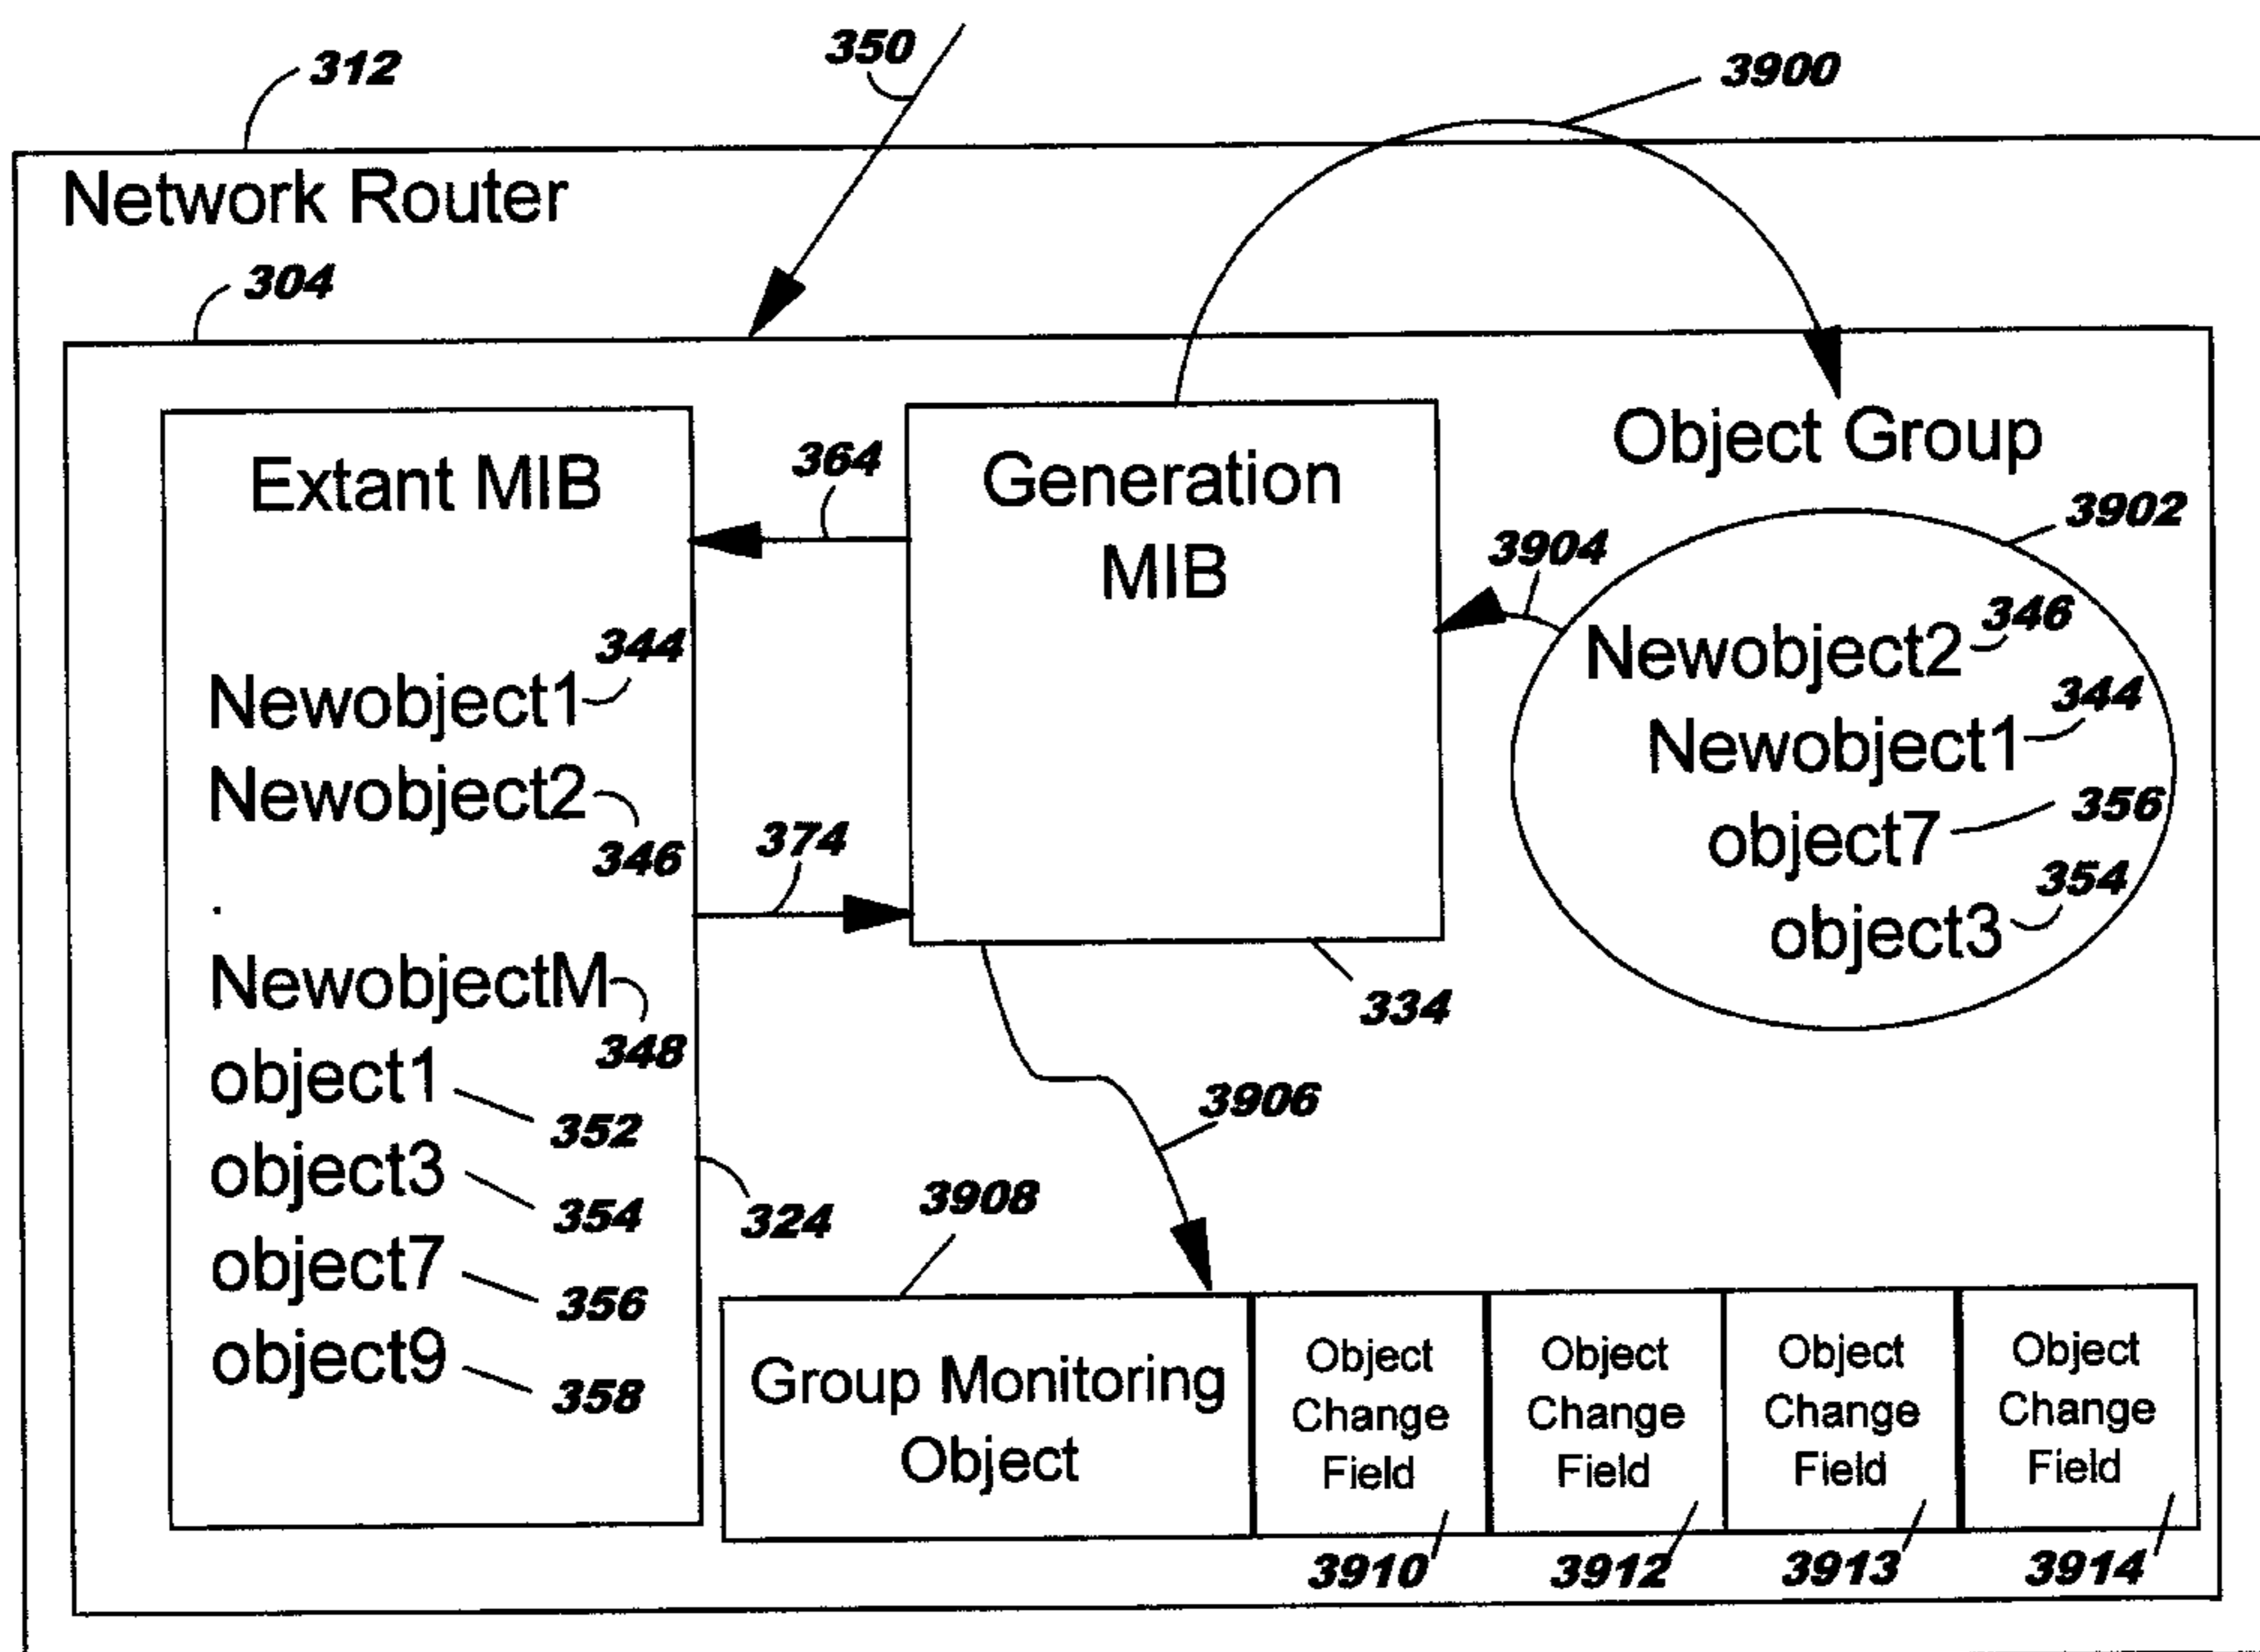 312
350
3900
Network Router
304
Extant MIB
364
Generation
MIB
Object Group
3902
3904
Newobject1 344
Newobject2
346
.
NewobjectM
348
object1
352
object3
354
object7
356
object9
358
374
324
334
Newobject2 346
Newobject1 344
object7 356
object3 354
3906
3908
Group Monitoring
Object
Object
Change
Field
3910
Object
Change
Field
3912
Object
Change
Field
3913
Object
Change
Field
3914